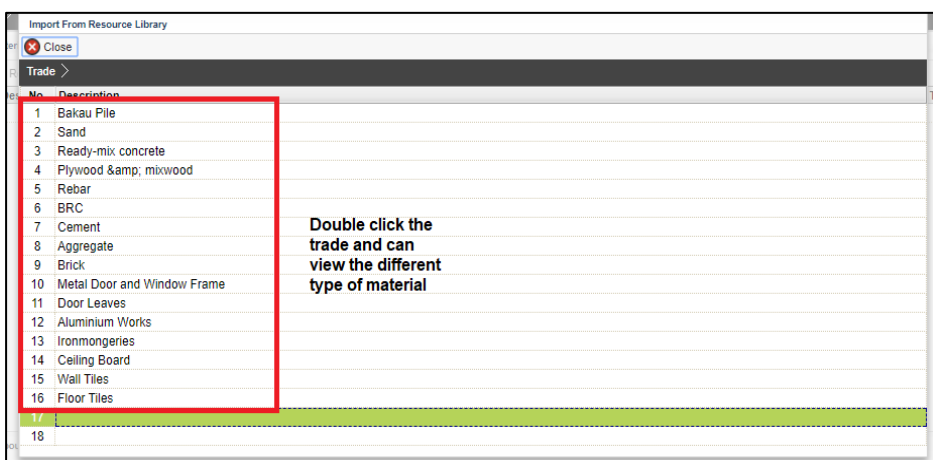 Import From Resource Library
Close
Trade >
No Description
1 Bakau Pile
2 Sand
3 Ready-mix concrete
4 Plywood &amp; mixwood
5 Rebar
6 BRC
7 Cement
8 Aggregate
9 Brick
10 Metal Door and Window Frame
11 Door Leaves
12 Aluminium Works
13 Ironmongeries
14 Ceiling Board
15 Wall Tiles
16 Floor Tiles
17
18
Double click the
trade and can
view the different
type of material